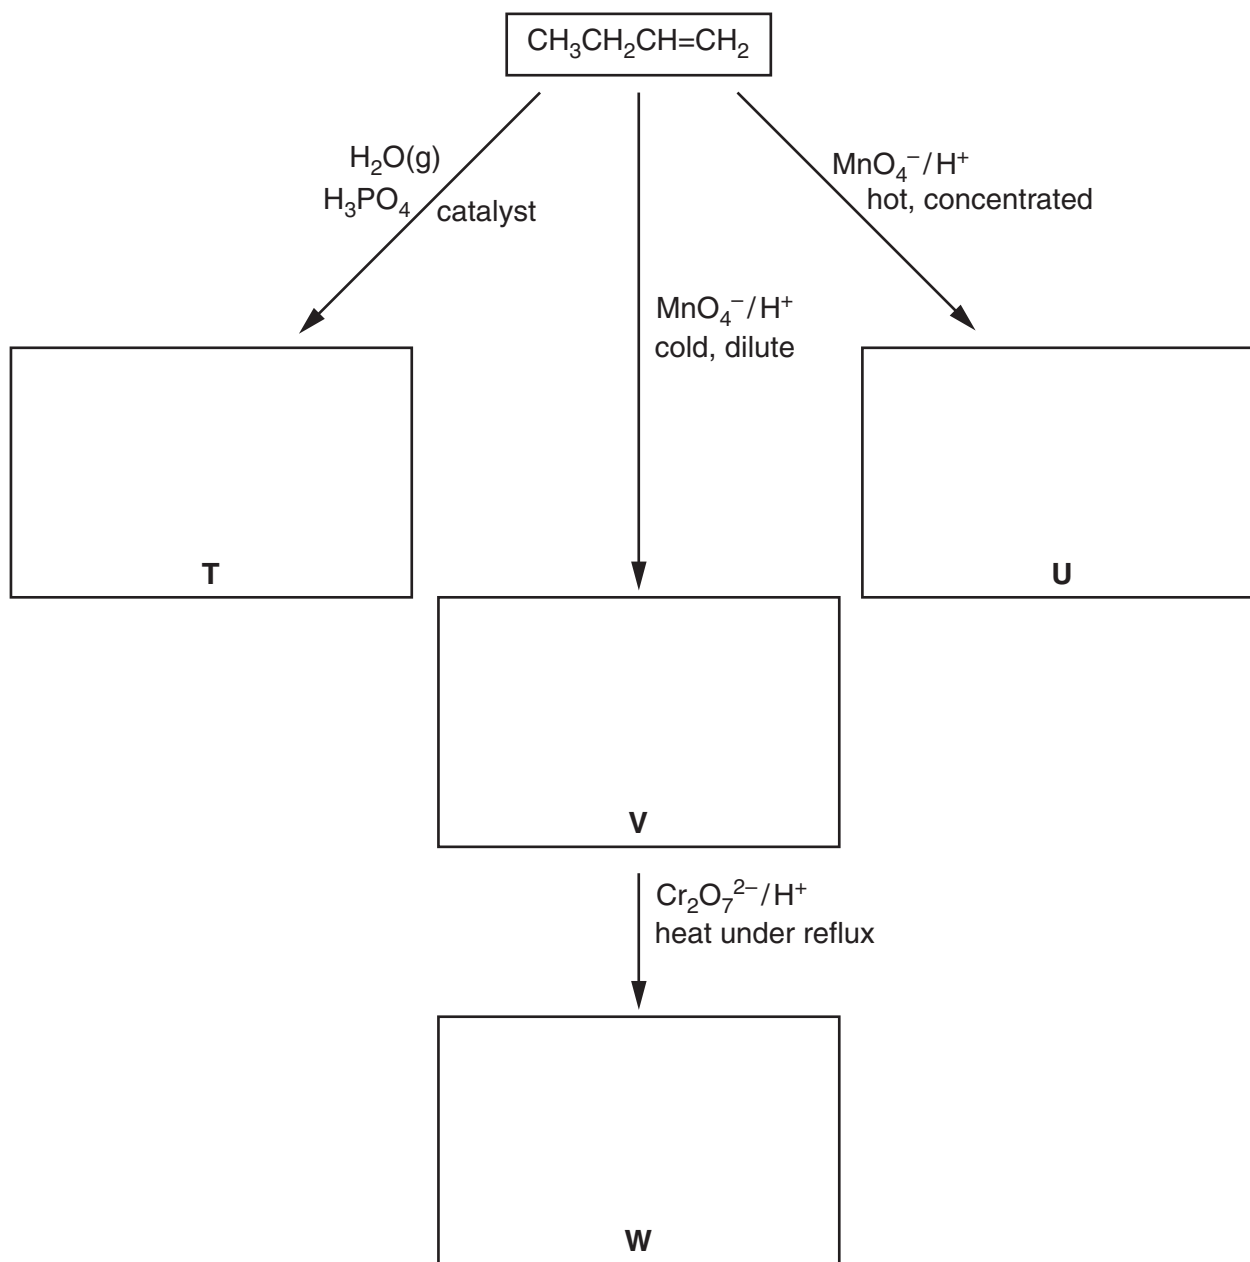 CH₃CH₂CH=CH₂
H₂O(g)
H₃PO₄ catalyst
MnO₄⁻/H⁺
hot, concentrated
MnO₄⁻/H⁺
cold, dilute
T
U
V
Cr₂O₇²⁻/H⁺
heat under reflux
W